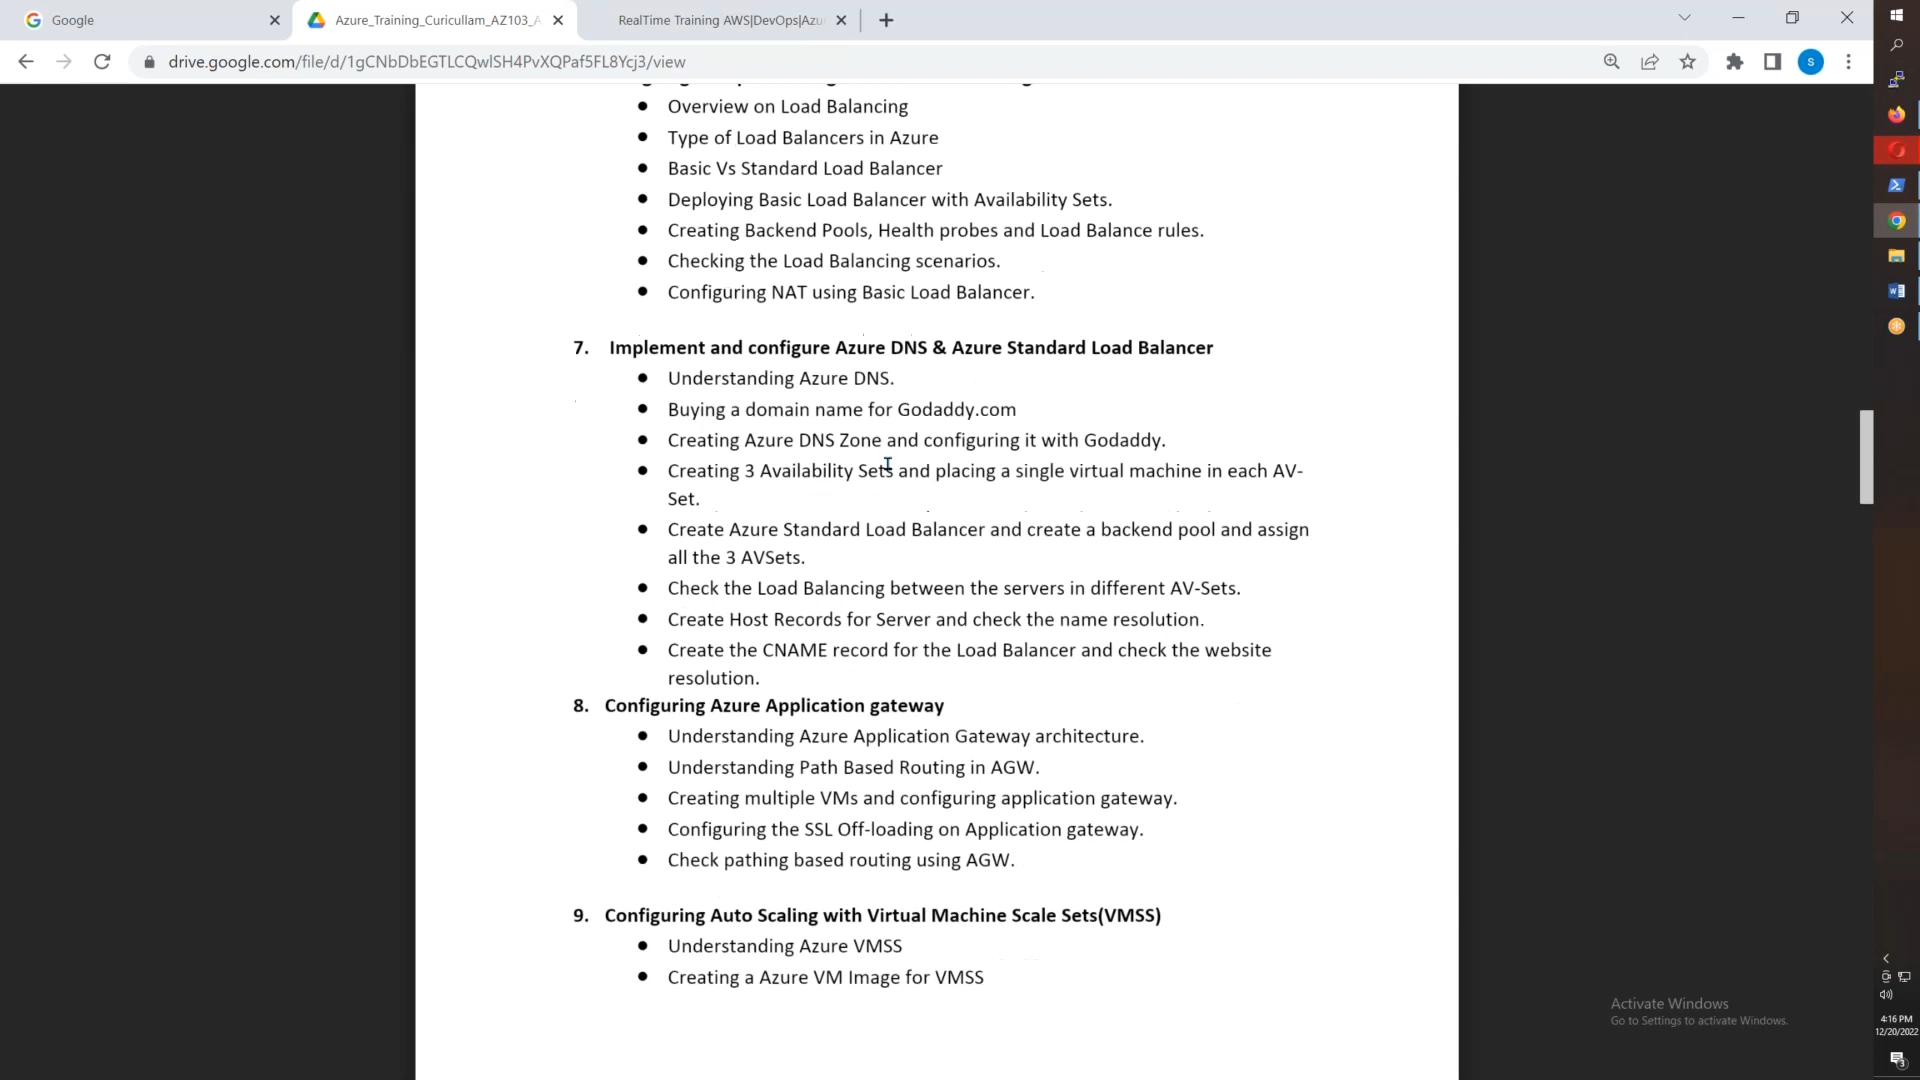 Google
Azure_Training_Curicullam_AZ103_A
RealTime Training AWS|DevOps|Azu
drive.google.com/file/d/1gCNbDbEGTLCQwlSH4PvXQPaf5FL8Ycj3/view
S
• Overview on Load Balancing
• Type of Load Balancers in Azure
• Basic Vs Standard Load Balancer
• Deploying Basic Load Balancer with Availability Sets.
• Creating Backend Pools, Health probes and Load Balance rules.
• Checking the Load Balancing scenarios.
• Configuring NAT using Basic Load Balancer.
7. Implement and configure Azure DNS & Azure Standard Load Balancer
• Understanding Azure DNS.
• Buying a domain name for Godaddy.com
• Creating Azure DNS Zone and configuring it with Godaddy.
• Creating 3 Availability Sets and placing a single virtual machine in each AV-
Set.
• Create Azure Standard Load Balancer and create a backend pool and assign
all the 3 AVSets.
• Check the Load Balancing between the servers in different AV-Sets.
• Create Host Records for Server and check the name resolution.
• Create the CNAME record for the Load Balancer and check the website
resolution.
8. Configuring Azure Application gateway
• Understanding Azure Application Gateway architecture.
• Understanding Path Based Routing in AGW.
• Creating multiple VMs and configuring application gateway.
• Configuring the SSL Off-loading on Application gateway.
• Check pathing based routing using AGW.
9. Configuring Auto Scaling with Virtual Machine Scale Sets(VMSS)
• Understanding Azure VMSS
• Creating a Azure VM Image for VMSS
Activate Windows
Go to Settings to activate Windows.
4:16 PM
12/20/2022
3